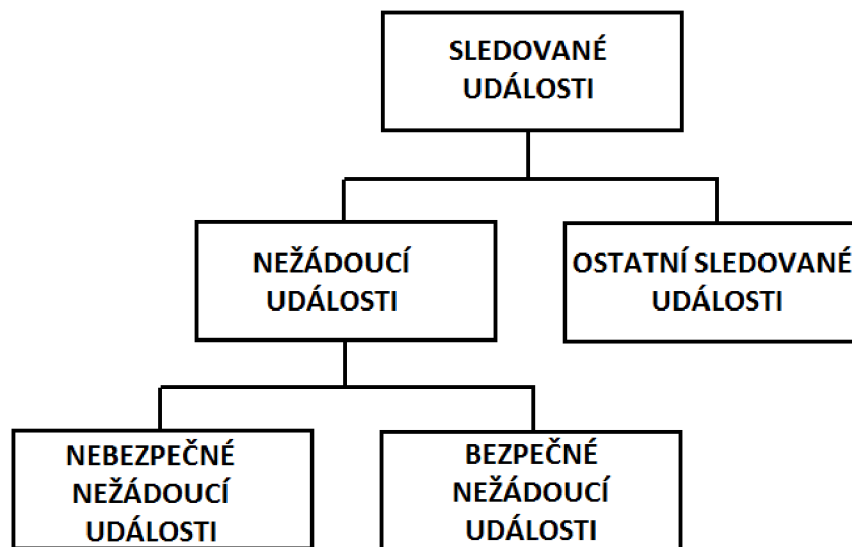 SLEDOVANÉ
UDÁLOSTI
NEŽÁDOUCÍ
UDÁLOSTI
OSTATNÍ SLEDOVANÉ
UDÁLOSTI
NEBEZPEČNÉ
NEŽÁDOUCÍ
UDÁLOSTI
BEZPEČNÉ
NEŽÁDOUCÍ
UDÁLOSTI